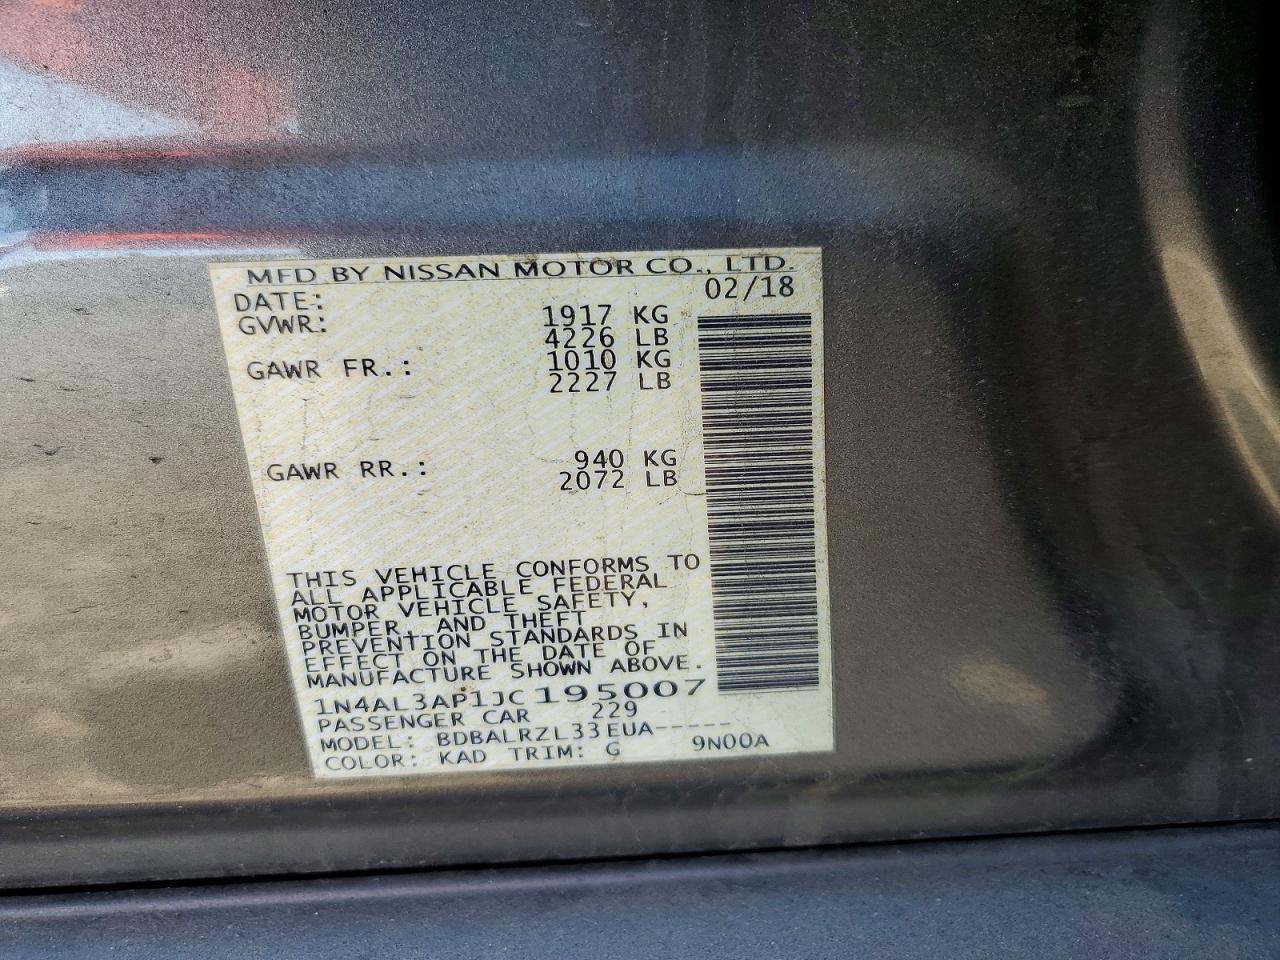 MFD BY NISSAN MOTOR CO., LTD.
DATE: 02/18
GVWR: 1917 KG
4226 LB
GAWR FR.: 1010 KG
2227 LB
GAWR RR.: 940 KG
2072 LB
THIS VEHICLE CONFORMS TO
ALL APPLICABLE FEDERAL
MOTOR VEHICLE SAFETY,
BUMPER, AND THEFT
PREVENTION STANDARDS IN
EFFECT ON THE DATE OF
MANUFACTURE SHOWN ABOVE.
1N4AL3AP1JC195007
PASSENGER CAR 229
MODEL: BDBALRZL33EUA-----
COLOR: KAD TRIM: G 9N00A